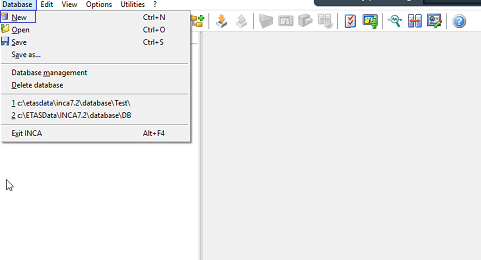 Database Edit View Options Utilities ?
New Ctrl+N
Open Ctrl+O
Save Ctrl+S
Save as...
Database management
Delete database
1 c:\etasdata\inca7.2\database\Test\
2 c:\ETASData\INCA7.2\database\DB
Exit INCA Alt+F4